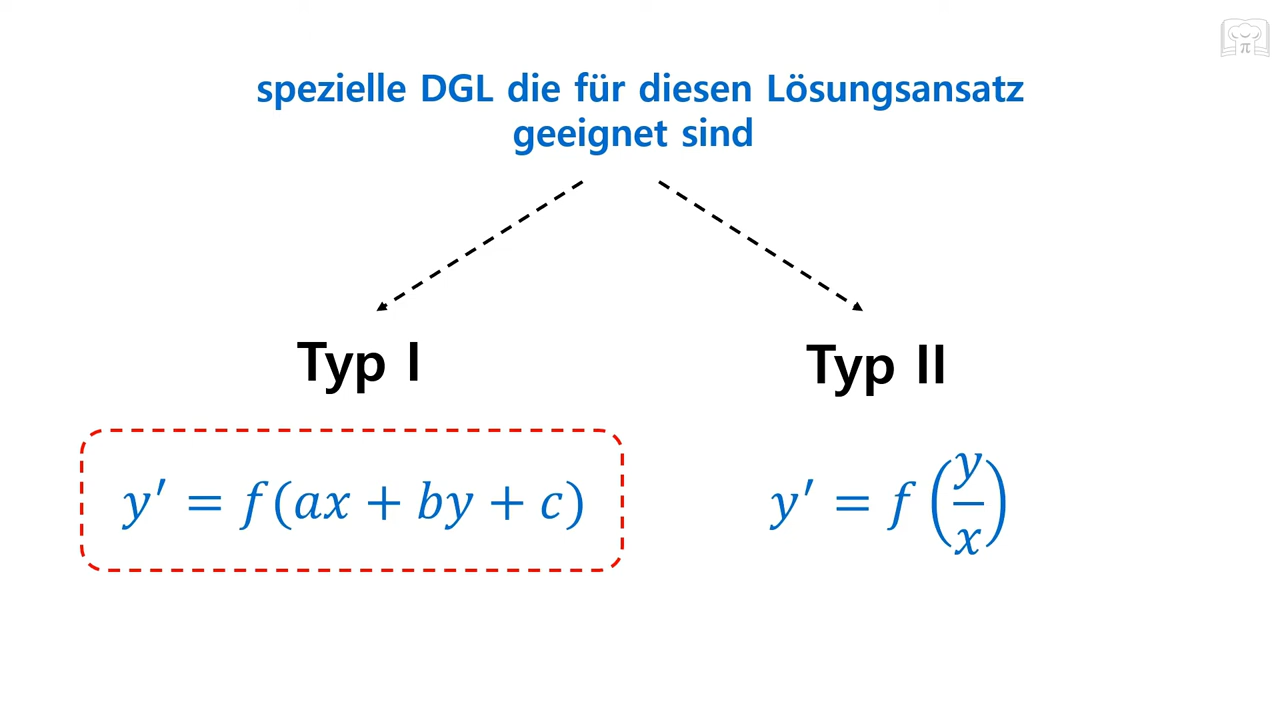 spezielle DGL die für diesen Lösungsansatz
geeignet sind
Typ I
Typ II
y′ = f(ax + by + c)
y′ = f(y/x)
π